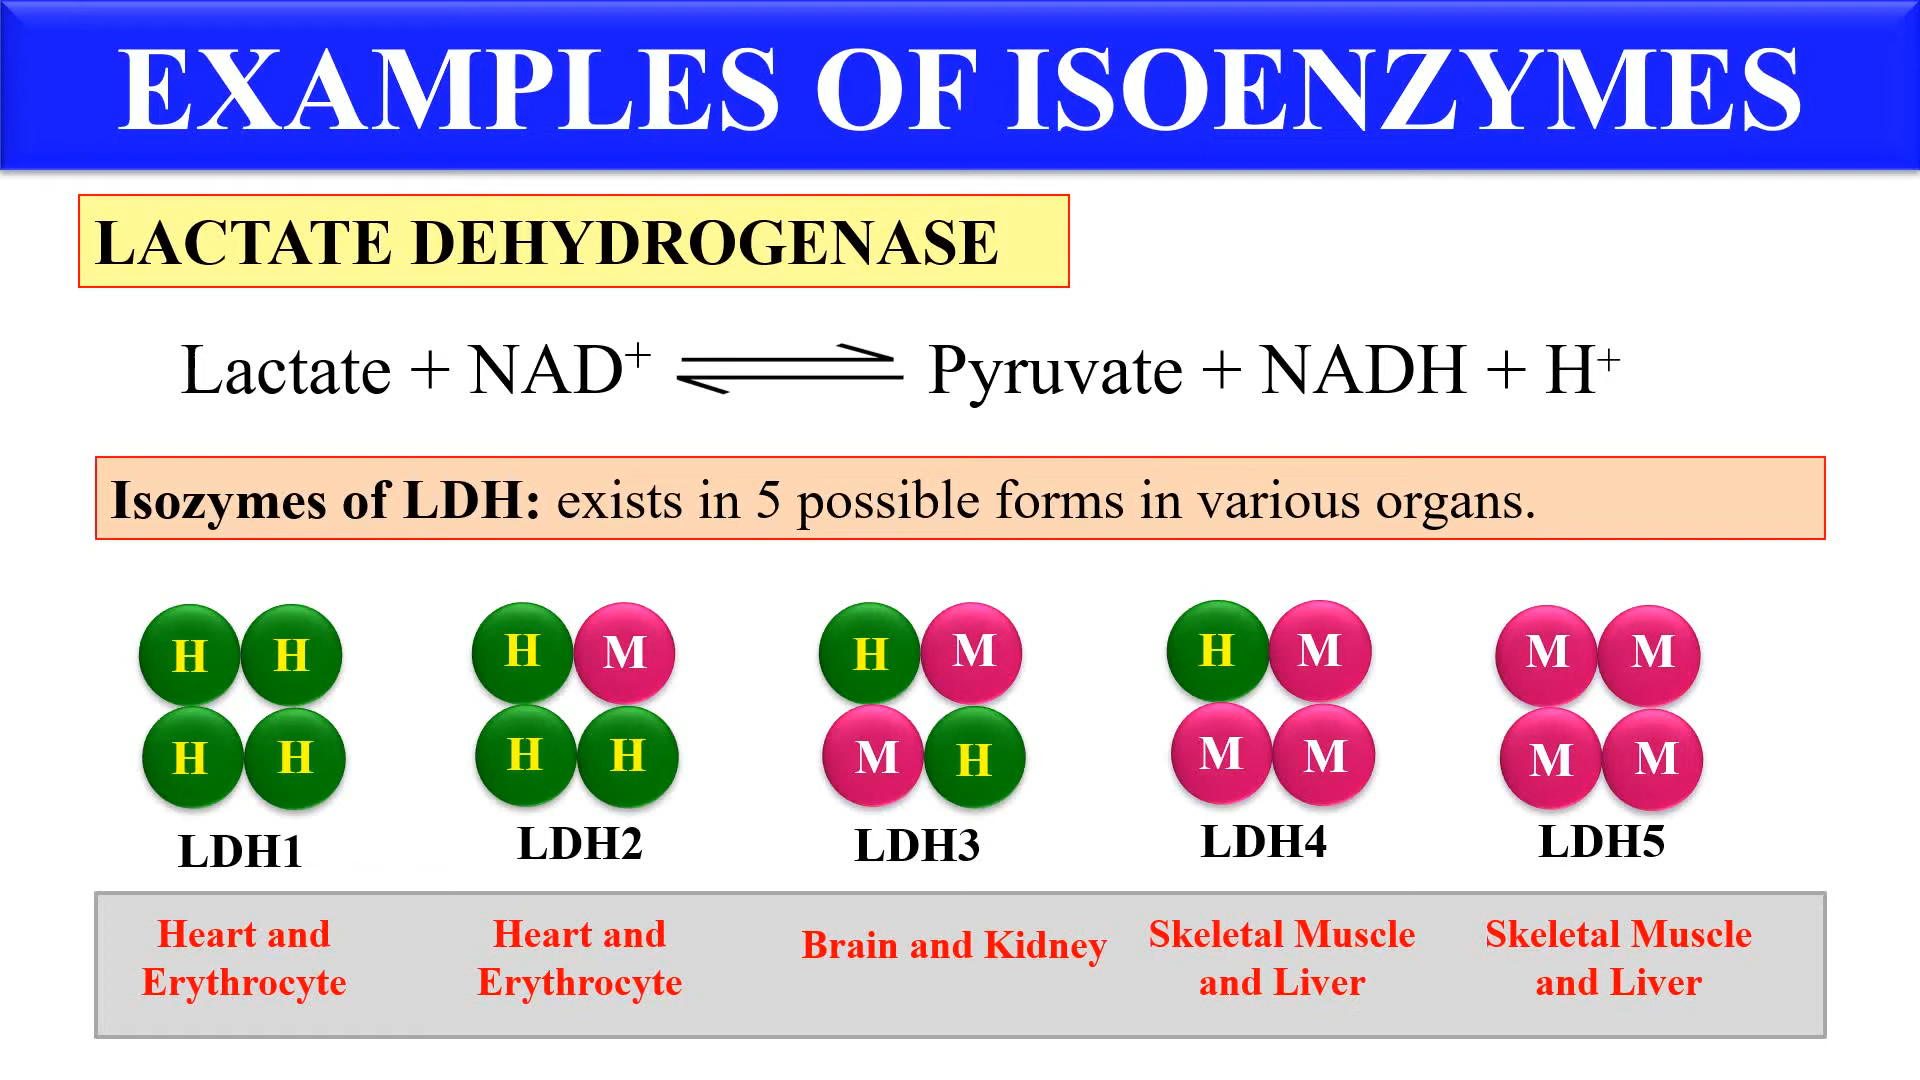 EXAMPLES OF ISOENZYMES
LACTATE DEHYDROGENASE
Lactate + NAD⁺ ⇌ Pyruvate + NADH + H⁺
Isozymes of LDH: exists in 5 possible forms in various organs.
H H H M H M H M M M
H H H H M H M M M M
LDH1 LDH2 LDH3 LDH4 LDH5
Heart and Heart and Brain and Kidney Skeletal Muscle Skeletal Muscle
Erythrocyte Erythrocyte and Liver and Liver